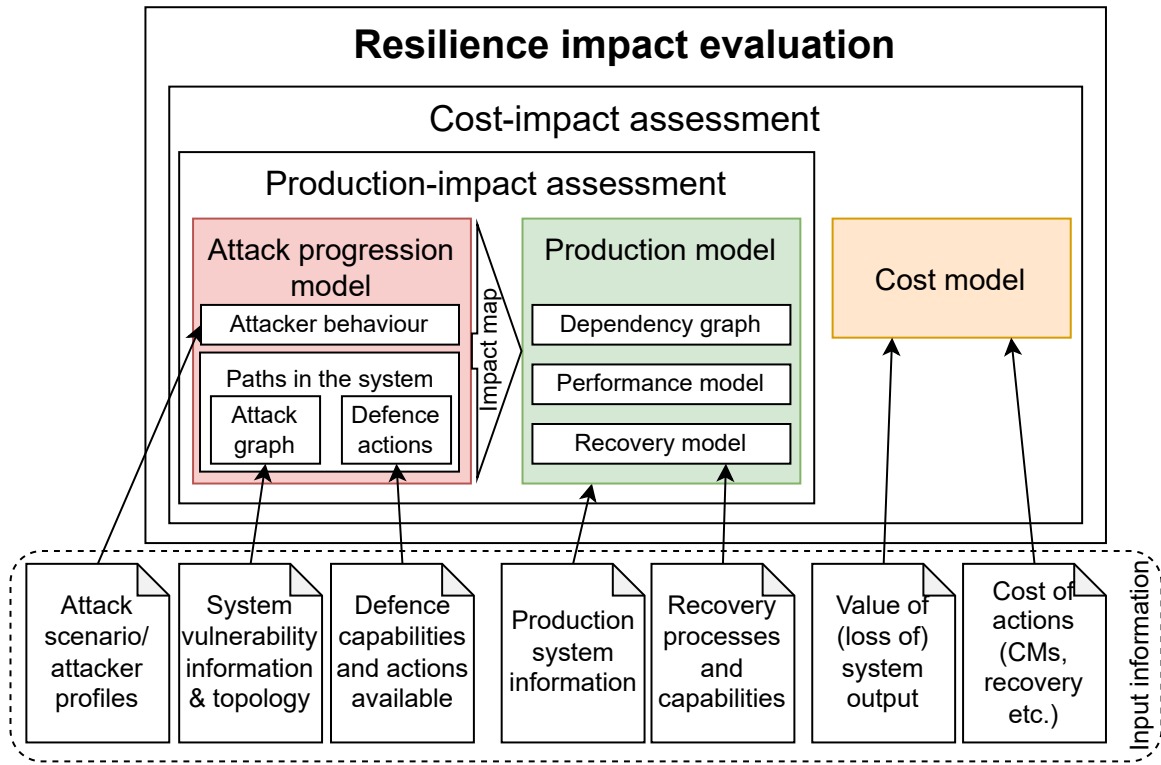 Resilience impact evaluation
Cost-impact assessment
Production-impact assessment
Attack progression
model
Attacker behaviour
Paths in the system
Attack
graph
Defence
actions
Impact map
Production model
Dependency graph
Performance model
Recovery model
Cost model
Attack
scenario/
attacker
profiles
System
vulnerability
information
& topology
Defence
capabilities
and actions
available
Production
system
information
Recovery
processes
and
capabilities
Value of
(loss of)
system
output
Cost of
actions
(CMs,
recovery
etc.)
Input information